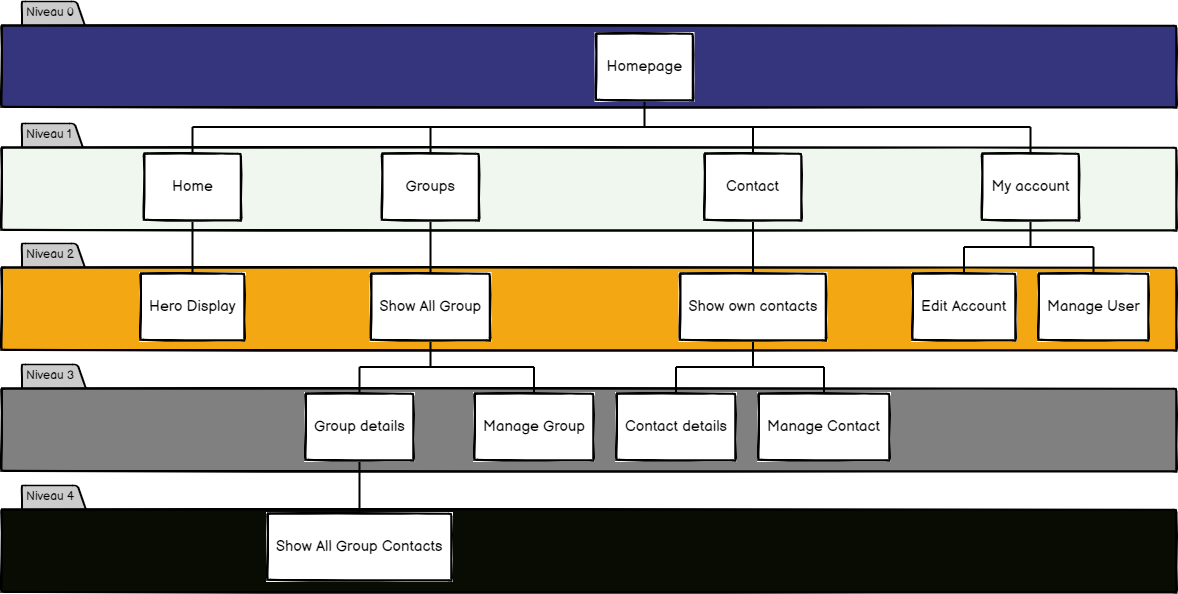 Niveau 0
Homepage
Niveau 1
Home
Groups
Contact
My account
Niveau 2
Hero Display
Show All Group
Show own contacts
Edit Account
Manage User
Niveau 3
Group details
Manage Group
Contact details
Manage Contact
Niveau 4
Show All Group Contacts